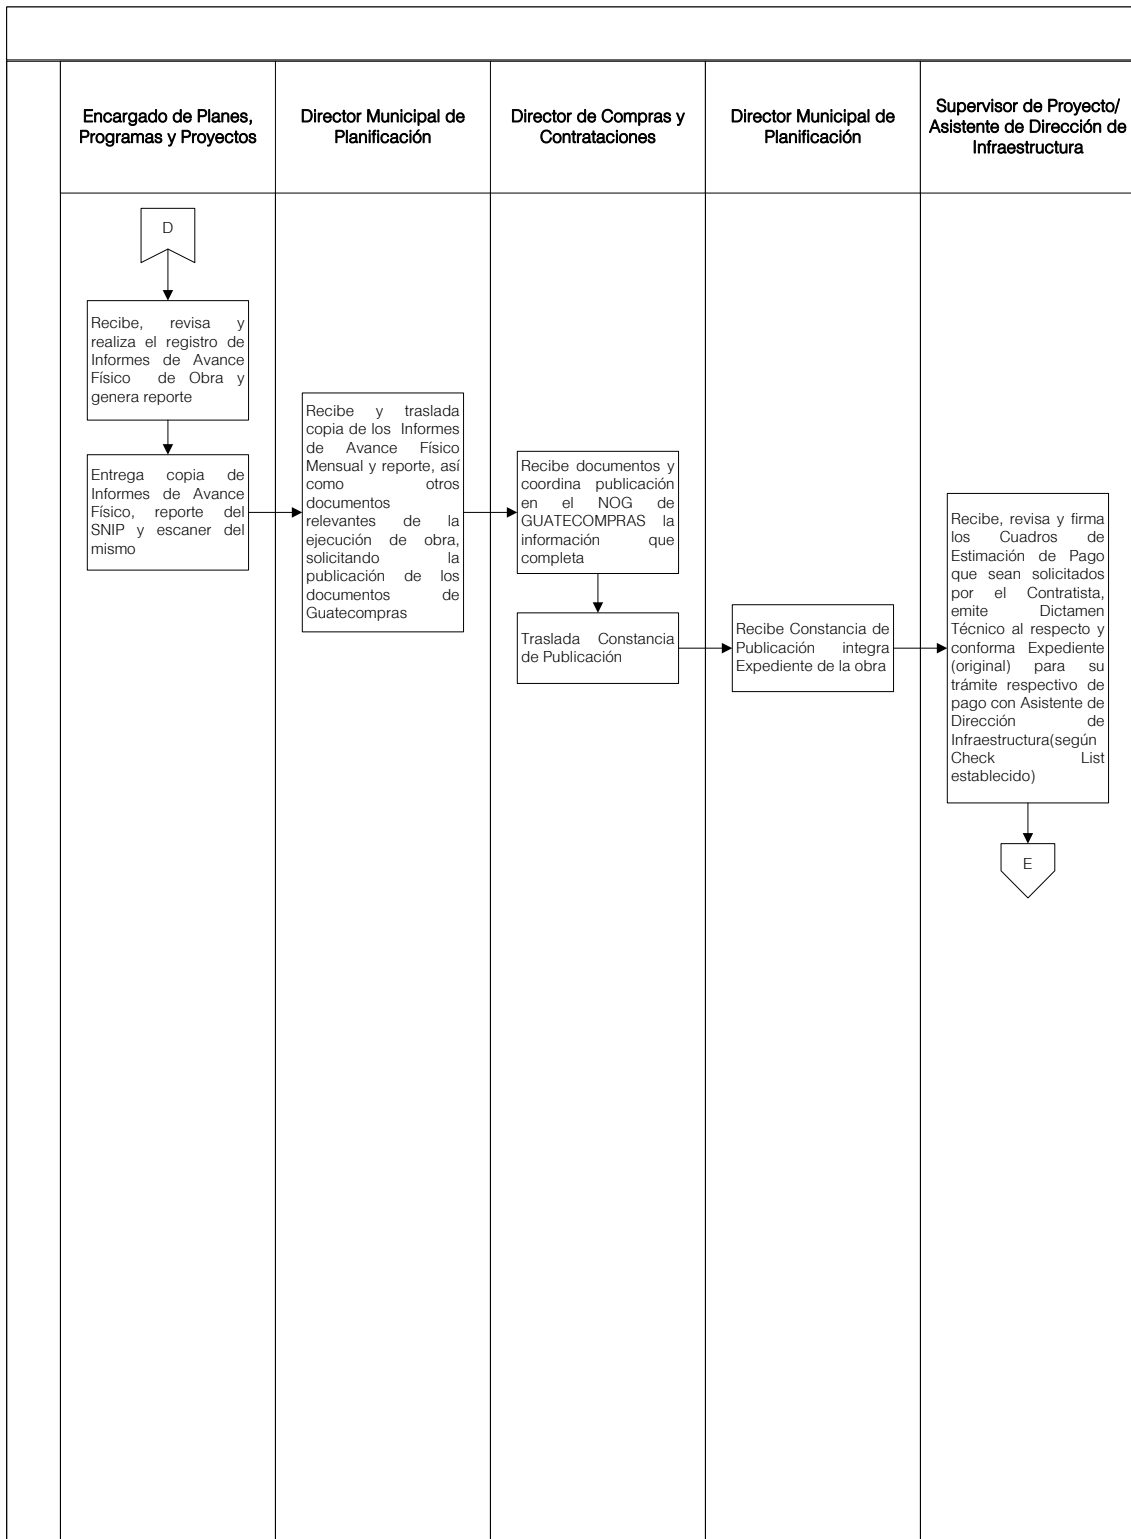 Encargado de Planes,
Programas y Proyectos
Director Municipal de
Planificación
Director de Compras y
Contrataciones
Director Municipal de
Planificación
Supervisor de Proyecto/
Asistente de Dirección de
Infraestructura
D
Recibe, revisa y
realiza el registro de
Informes de Avance
Físico de Obra y
genera reporte
Entrega copia de
Informes de Avance
Físico, reporte del
SNIP y escaner del
mismo
Recibe y traslada
copia de los Informes
de Avance Físico
Mensual y reporte, así
como otros
documentos
relevantes de la
ejecución de obra,
solicitando la
publicación de los
documentos de
Guatecompras
Recibe documentos y
coordina publicación
en el NOG de
GUATECOMPRAS la
información que
completa
Traslada Constancia
de Publicación
Recibe Constancia de
Publicación integra
Expediente de la obra
Recibe, revisa y firma
los Cuadros de
Estimación de Pago
que sean solicitados
por el Contratista,
emite Dictamen
Técnico al respecto y
conforma Expediente
(original) para su
trámite respectivo de
pago con Asistente de
Dirección de
Infraestructura(según
Check List
establecido)
E